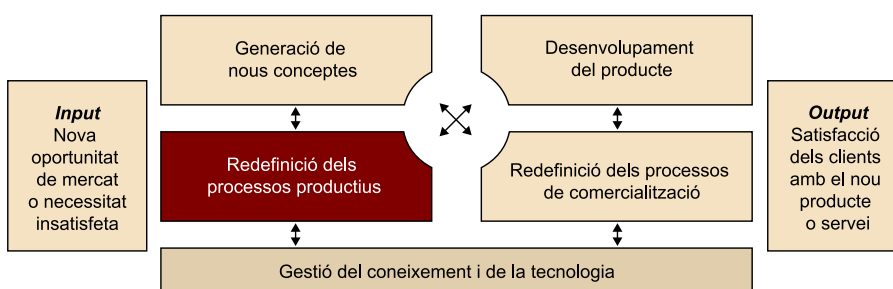 Generació de
nous conceptes
Desenvolupament
del producte
Input
Nova
oportunitat
de mercat
o necessitat
insatisfeta
Redefinició dels
processos productius
Redefinició dels processos
de comercialització
Output
Satisfacció
dels clients
amb el nou
producte
o servei
Gestió del coneixement i de la tecnologia